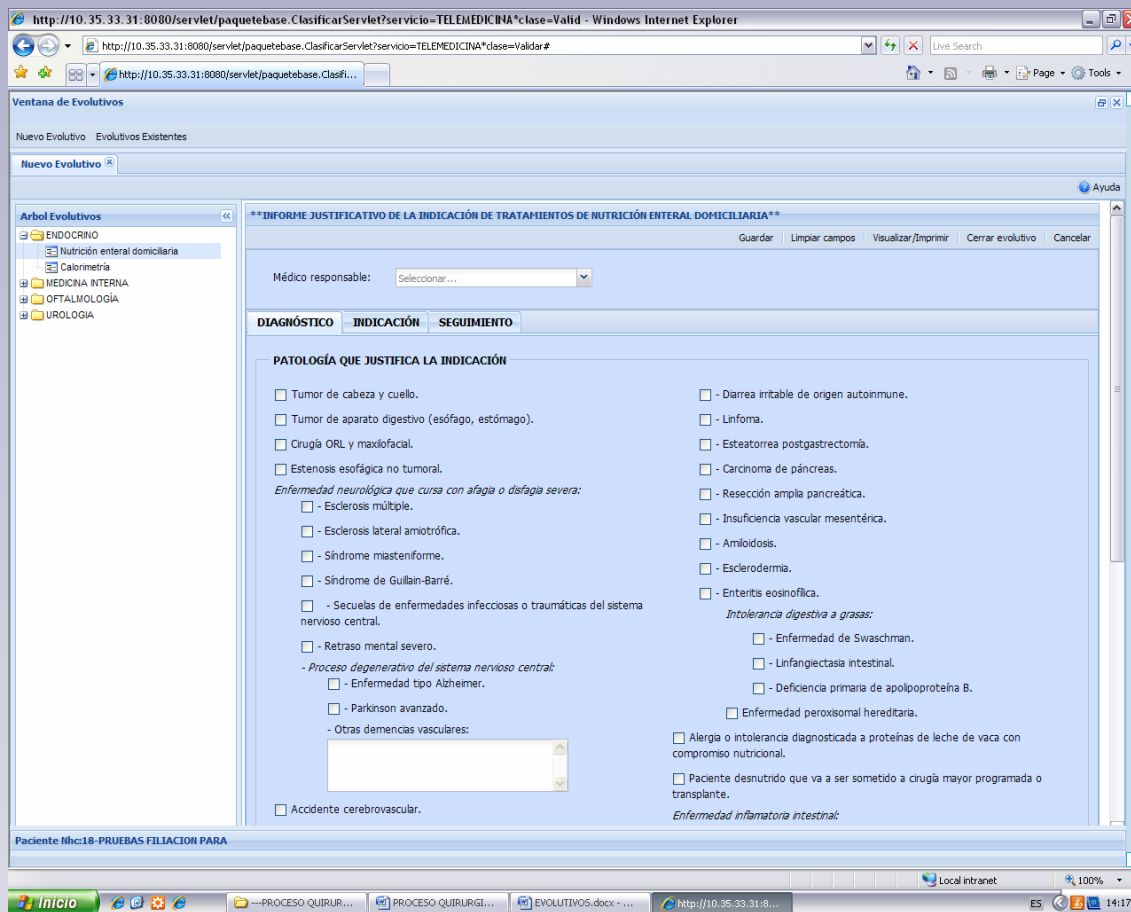 http://10.35.33.31:8080/servlet/paquetebase.ClasificarServlet?servicio=TELEMEDICINA*clase=Valid - Windows Internet Explorer
http://10.35.33.31:8080/servlet/paquetebase.ClasificarServlet?servicio=TELEMEDICINA*clase=Validar#
Live Search
http://10.35.33.31:8080/servlet/paquetebase.Clasifi...
Page Tools
Ventana de Evolutivos
Nuevo Evolutivo Evolutivos Existentes
Nuevo Evolutivo
Ayuda
Arbol Evolutivos
ENDOCRINO
Nutrición enteral domiciliaria
Calorimetría
MEDICINA INTERNA
OFTALMOLOGÍA
UROLOGIA
**INFORME JUSTIFICATIVO DE LA INDICACIÓN DE TRATAMIENTOS DE NUTRICIÓN ENTERAL DOMICILIARIA**
Guardar Limpiar campos Visualizar/Imprimir Cerrar evolutivo Cancelar
Médico responsable: Seleccionar...
DIAGNÓSTICO INDICACIÓN SEGUIMIENTO
PATOLOGÍA QUE JUSTIFICA LA INDICACIÓN
Tumor de cabeza y cuello.
Tumor de aparato digestivo (esófago, estómago).
Cirugía ORL y maxilofacial.
Estenosis esofágica no tumoral.
Enfermedad neurológica que cursa con afagia o disfagia severa:
- Esclerosis múltiple.
- Esclerosis lateral amiotrófica.
- Síndrome miasteniforme.
- Síndrome de Guillain-Barré.
- Secuelas de enfermedades infecciosas o traumáticas del sistema
nervioso central.
- Retraso mental severo.
- Proceso degenerativo del sistema nervioso central:
- Enfermedad tipo Alzheimer.
- Parkinson avanzado.
- Otras demencias vasculares:
Accidente cerebrovascular.
- Diarrea irritable de origen autoinmune.
- Linfoma.
- Esteatorrea postgastrectomía.
- Carcinoma de páncreas.
- Resección amplia pancreática.
- Insuficiencia vascular mesentérica.
- Amiloidosis.
- Esclerodermia.
- Enteritis eosinofílica.
Intolerancia digestiva a grasas:
- Enfermedad de Swaschman.
- Linfangiectasia intestinal.
- Deficiencia primaria de apolipoproteína B.
Enfermedad peroxisomal hereditaria.
Alergia o intolerancia diagnosticada a proteínas de leche de vaca con
compromiso nutricional.
Paciente desnutrido que va a ser sometido a cirugía mayor programada o
transplante.
Enfermedad inflamatoria intestinal:
Paciente Nhc:18-PRUEBAS FILIACION PARA
Local intranet 100%
Inicio ---PROCESO QUIRUR... PROCESO QUIRURGI... EVOLUTIVOS.docx - ... http://10.35.33.31:8... ES 14:17